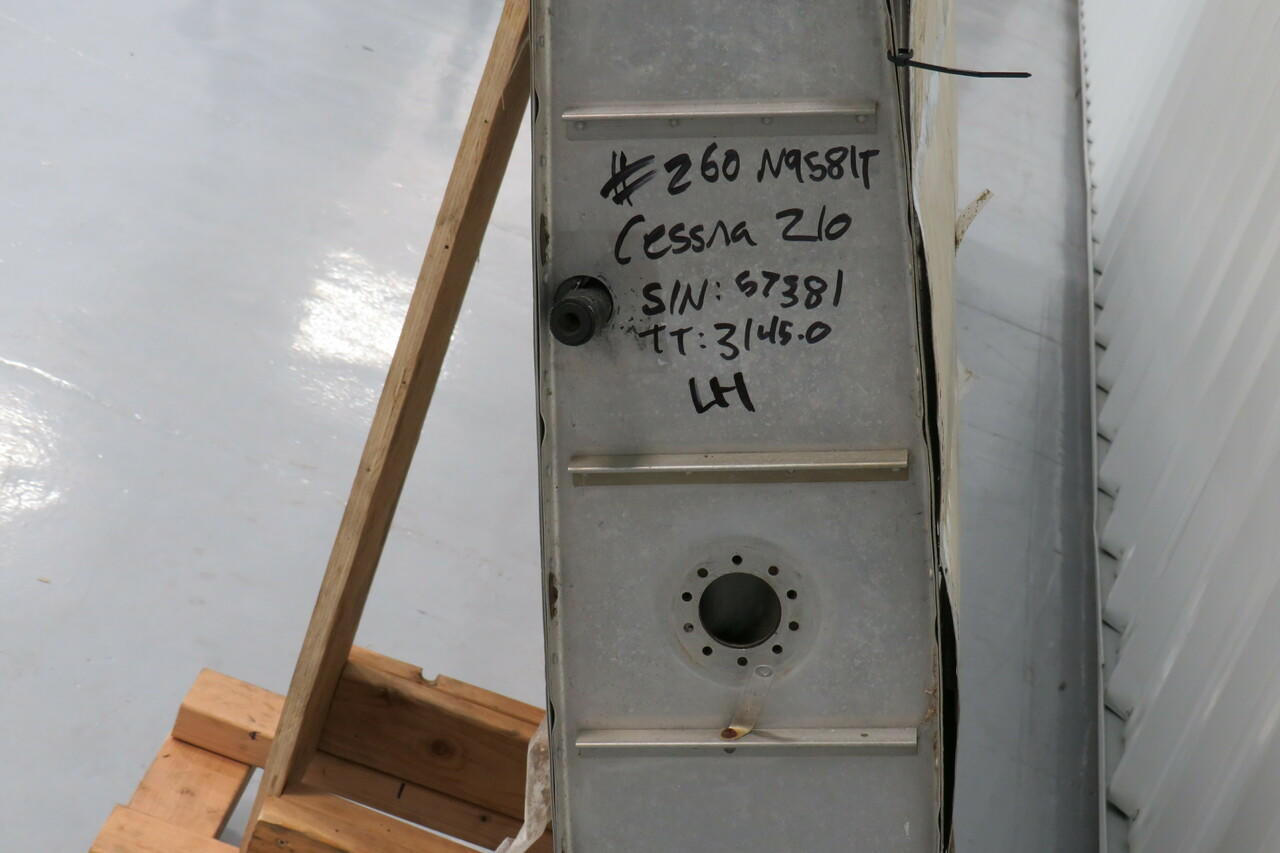 #260 N9581T
Cessna 210
S/N: 57381
TT: 3145.0
LH